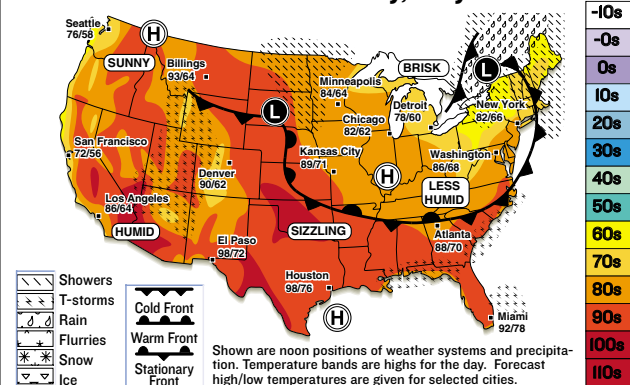 Seattle
76/58
H
SUNNY
Billings
93/64
L
Minneapolis
84/64
BRISK
L
Chicago
82/62
Detroit
78/60
New York
82/66
San Francisco
72/56
Denver
90/62
Kansas City
89/71
H
Washington
86/68
LESS
HUMID
Los Angeles
86/64
HUMID
El Paso
98/72
SIZZLING
Atlanta
88/70
Houston
98/76
H
Miami
92/78
Showers
T-storms
Rain
Flurries
Snow
Ice
Cold Front
Warm Front
Stationary
Front
Shown are noon positions of weather systems and precipita-
tion. Temperature bands are highs for the day. Forecast
high/low temperatures are given for selected cities.
-10s
-0s
0s
10s
20s
30s
40s
50s
60s
70s
80s
90s
100s
110s